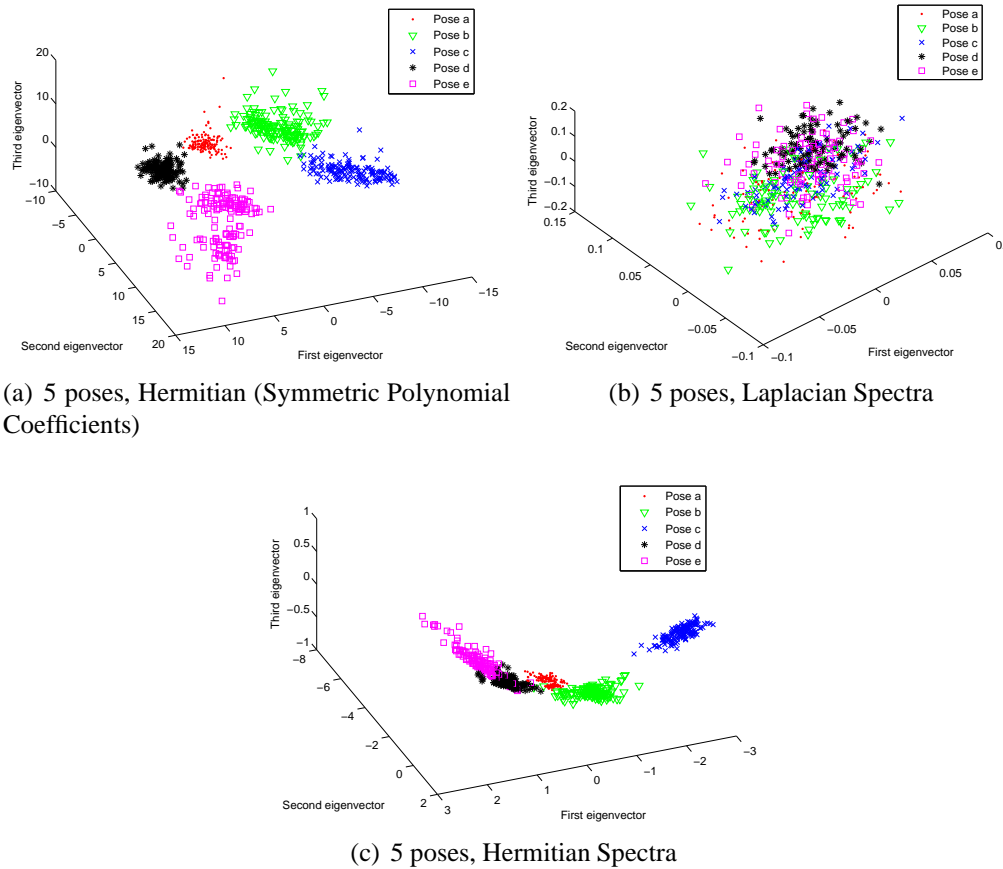 Pose a
Pose b
Pose c
Pose d
Pose e
Third eigenvector
20
10
0
−10
−10
−5
0
5
10
15
20
Second eigenvector
15
10
5
0
−5
−10
−15
First eigenvector
(a) 5 poses, Hermitian (Symmetric Polynomial
Coefficients)
Pose a
Pose b
Pose c
Pose d
Pose e
Third eigenvector
0.2
0.1
0
−0.1
−0.2
0.15
0.1
0.05
0
−0.05
−0.1
Second eigenvector
−0.1
−0.05
0
0.05
First eigenvector
(b) 5 poses, Laplacian Spectra
Pose a
Pose b
Pose c
Pose d
Pose e
Third eigenvector
1
0.5
0
−0.5
−1
−8
−6
−4
−2
0
2
Second eigenvector
3
2
1
0
−1
−2
−3
First eigenvector
(c) 5 poses, Hermitian Spectra